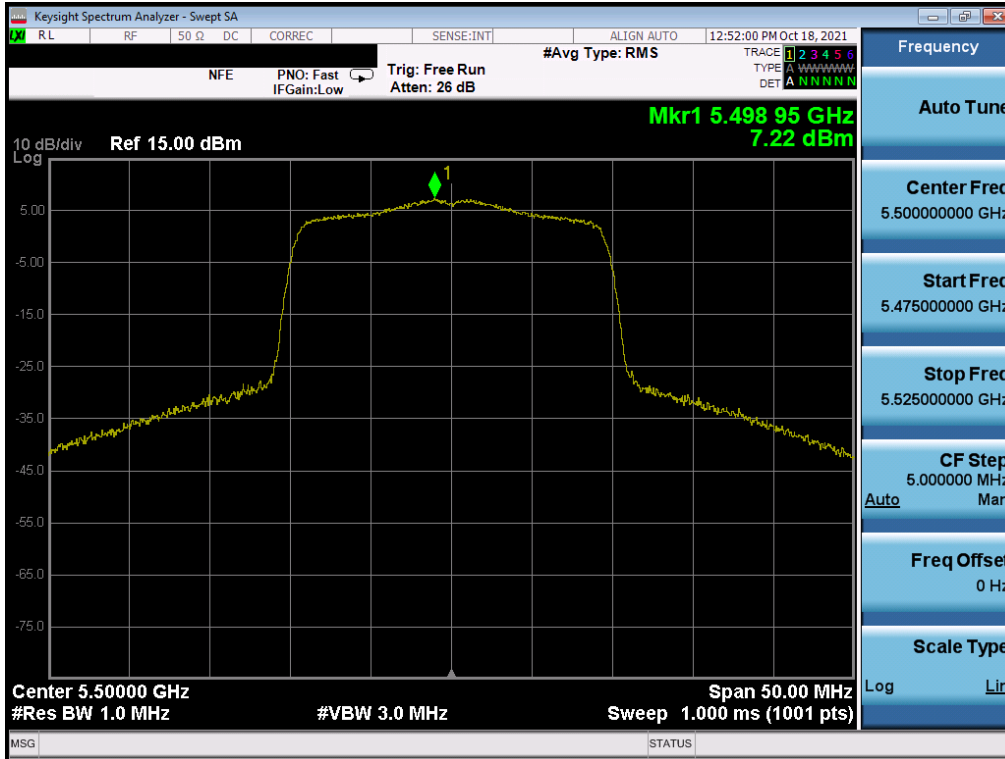 Keysight Spectrum Analyzer - Swept SA
LXI RL RF 50 Ω DC CORREC SENSE:INT ALIGN AUTO 12:52:00 PM Oct 18, 2021
#Avg Type: RMS TRACE 1 2 3 4 5 6
NFE PNO: Fast Trig: Free Run TYPE A WWWWW
IFGain:Low Atten: 26 dB DET A N N N N N
Mkr1 5.498 95 GHz
10 dB/div Ref 15.00 dBm 7.22 dBm
Log
1
5.00
-5.00
-15.0
-25.0
-35.0
-45.0
-55.0
-65.0
-75.0
Center 5.50000 GHz Span 50.00 MHz
#Res BW 1.0 MHz #VBW 3.0 MHz Sweep 1.000 ms (1001 pts)
MSG STATUS
Frequency
Auto Tune
Center Freq
5.500000000 GHz
Start Freq
5.475000000 GHz
Stop Freq
5.525000000 GHz
CF Step
5.000000 MHz
Auto Man
Freq Offset
0 Hz
Scale Type
Log Lin